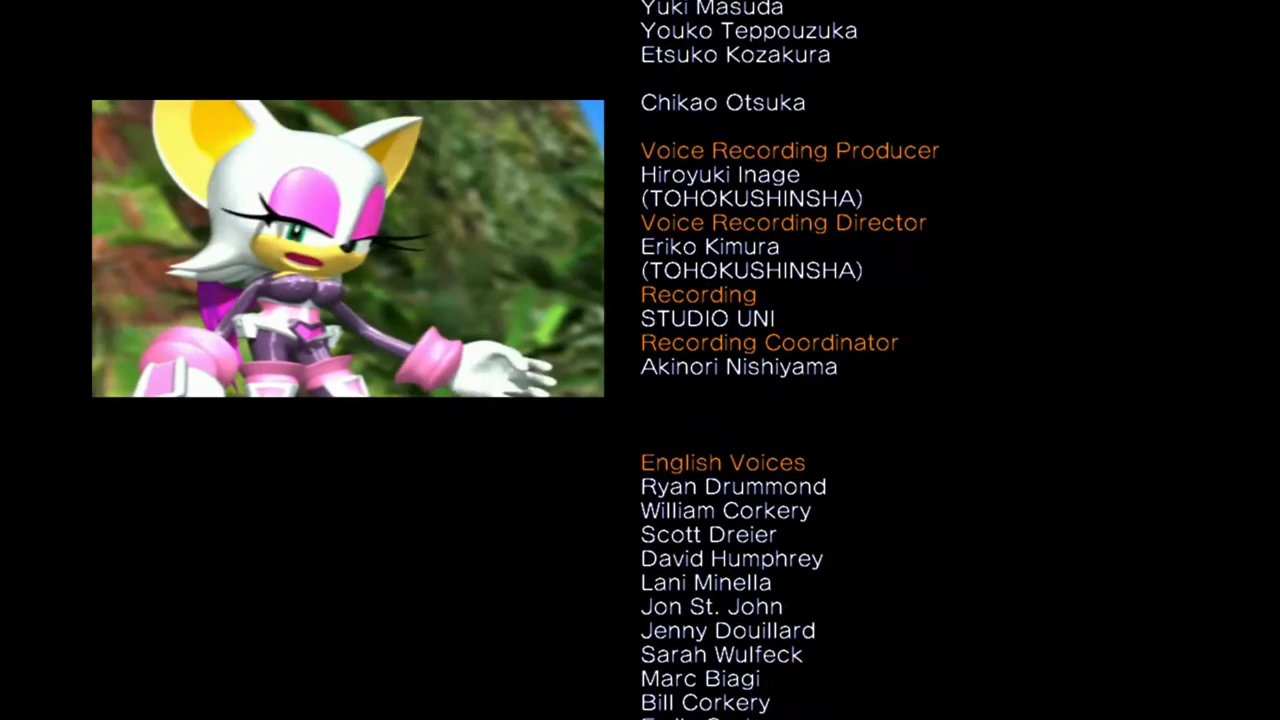 Yuki Masuda
Youko Teppouzuka
Etsuko Kozakura
Chikao Otsuka
Voice Recording Producer
Hiroyuki Inage
(TOHOKUSHINSHA)
Voice Recording Director
Eriko Kimura
(TOHOKUSHINSHA)
Recording
STUDIO UNI
Recording Coordinator
Akinori Nishiyama
English Voices
Ryan Drummond
William Corkery
Scott Dreier
David Humphrey
Lani Minella
Jon St. John
Jenny Douillard
Sarah Wulfeck
Marc Biagi
Bill Corkery